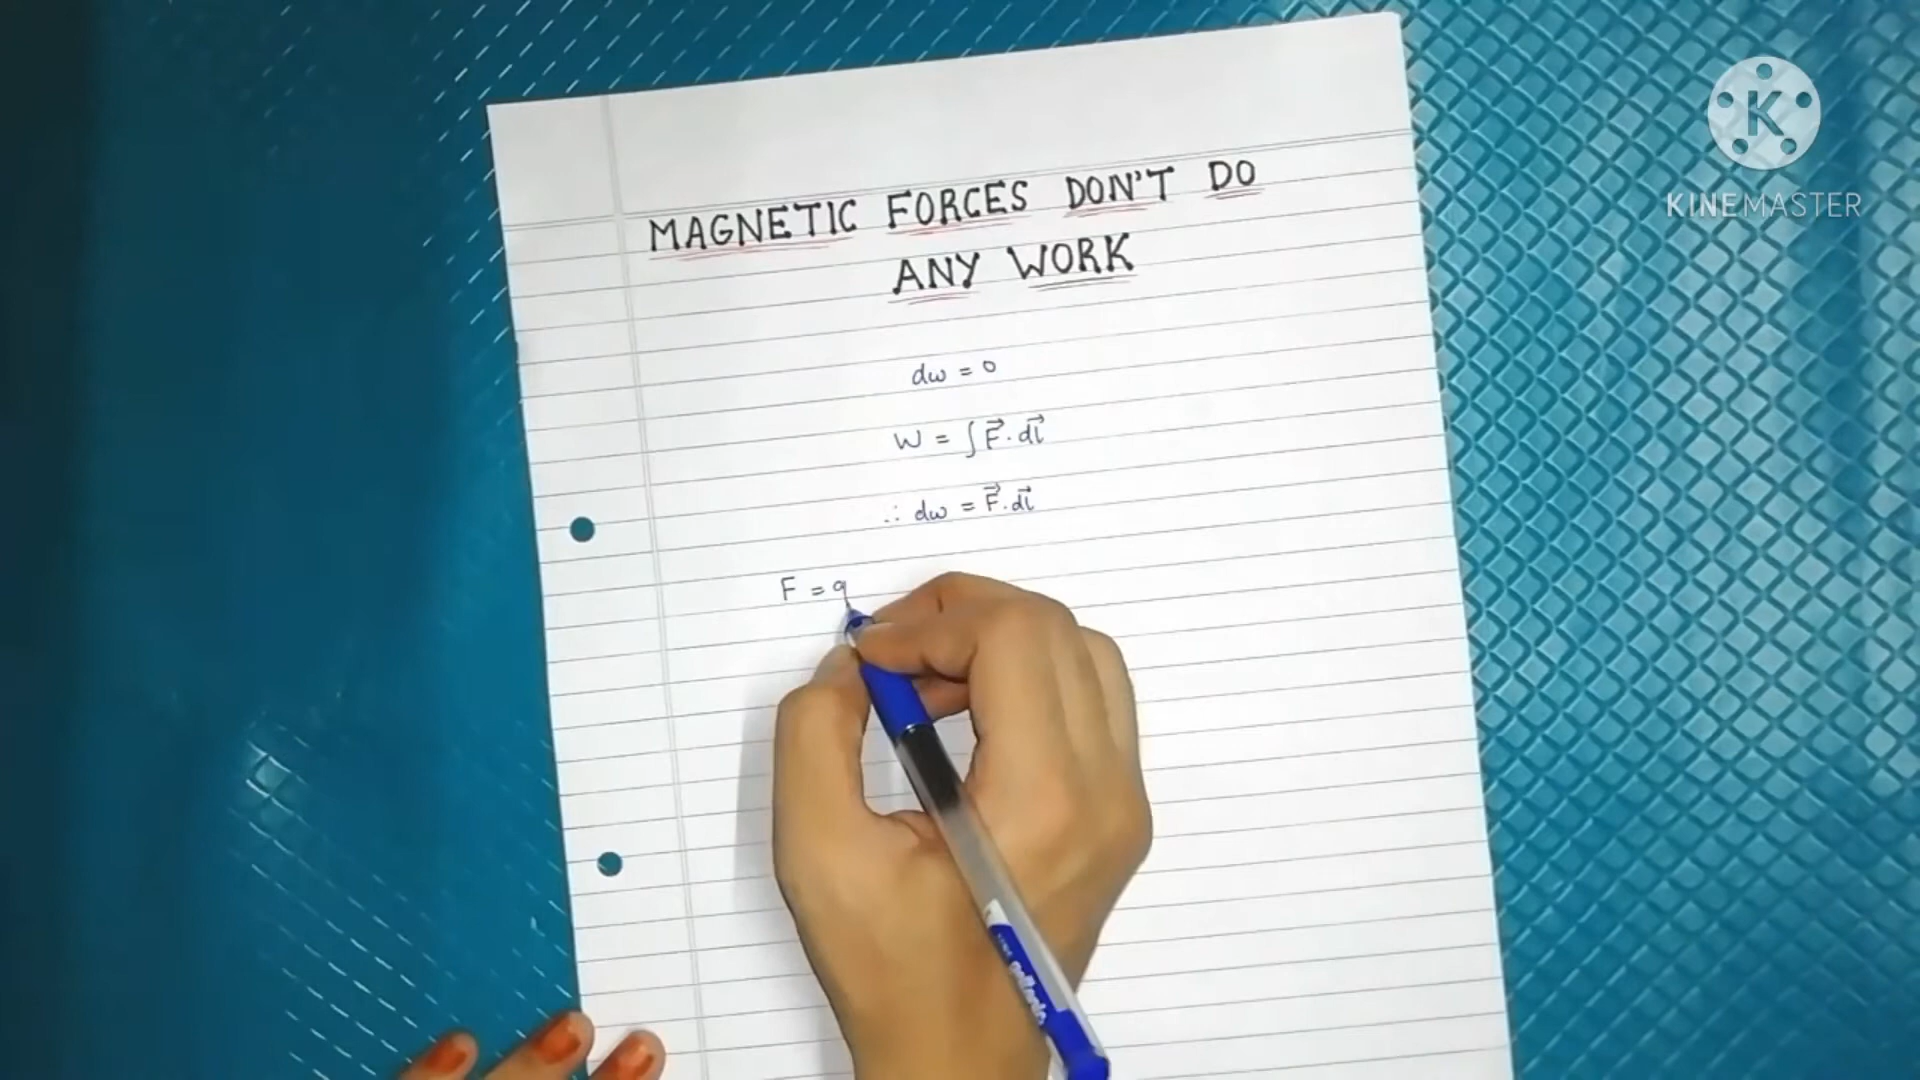 MAGNETIC FORCES DON'T DO
ANY WORK
dw = 0
W = ∫ F⃗ . dl⃗
∴ dw = F⃗ . dl⃗
F = q
K
KINEMASTER